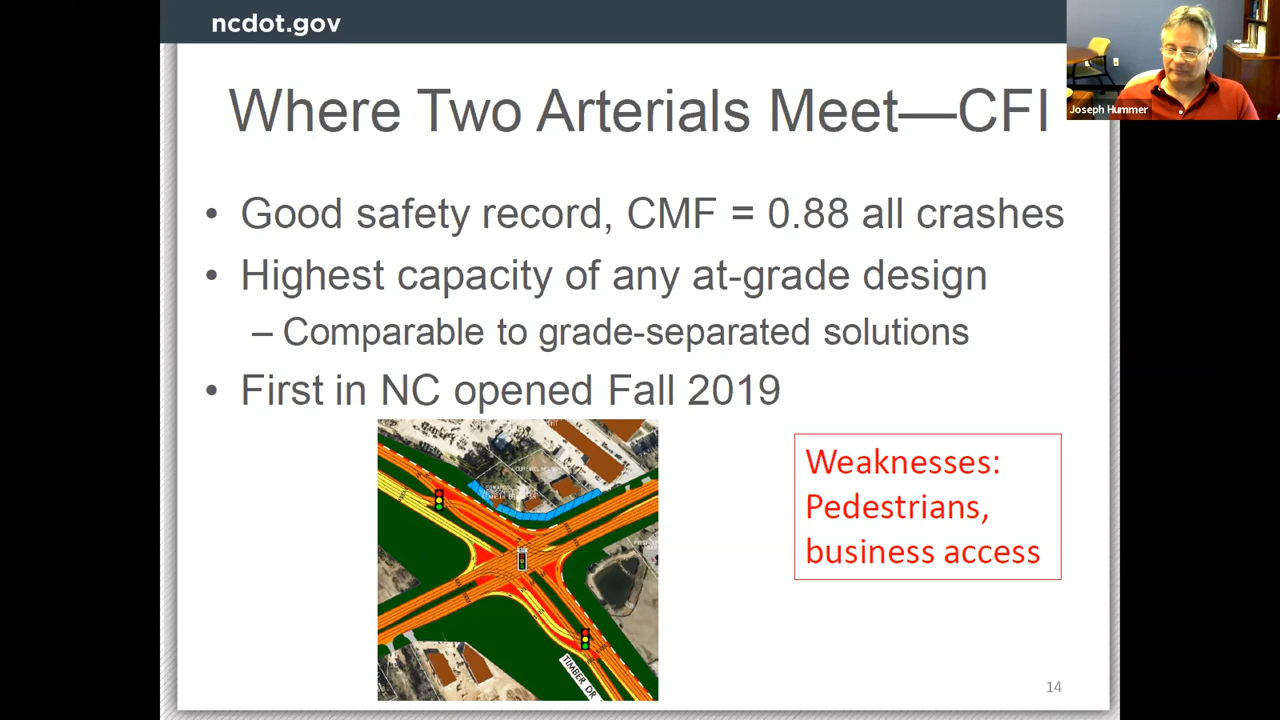 ncdot.gov
Joseph Hummer
Where Two Arterials Meet—CFI
• Good safety record, CMF = 0.88 all crashes
• Highest capacity of any at-grade design
– Comparable to grade-separated solutions
• First in NC opened Fall 2019
Weaknesses:
Pedestrians,
business access
TIMBER DR
14